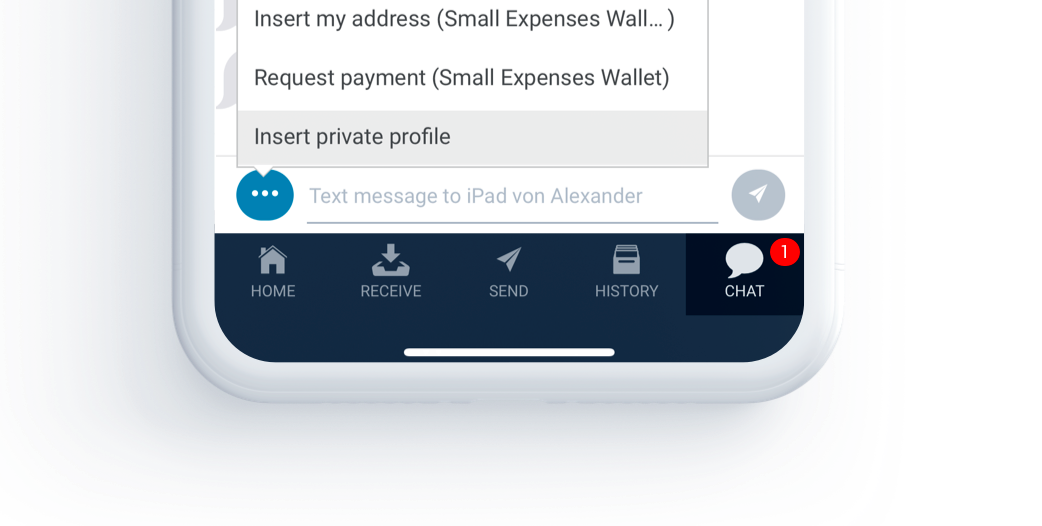 Insert my address (Small Expenses Wall... )
Request payment (Small Expenses Wallet)
Insert private profile
Text message to iPad von Alexander
1
HOME
RECEIVE
SEND
HISTORY
CHAT